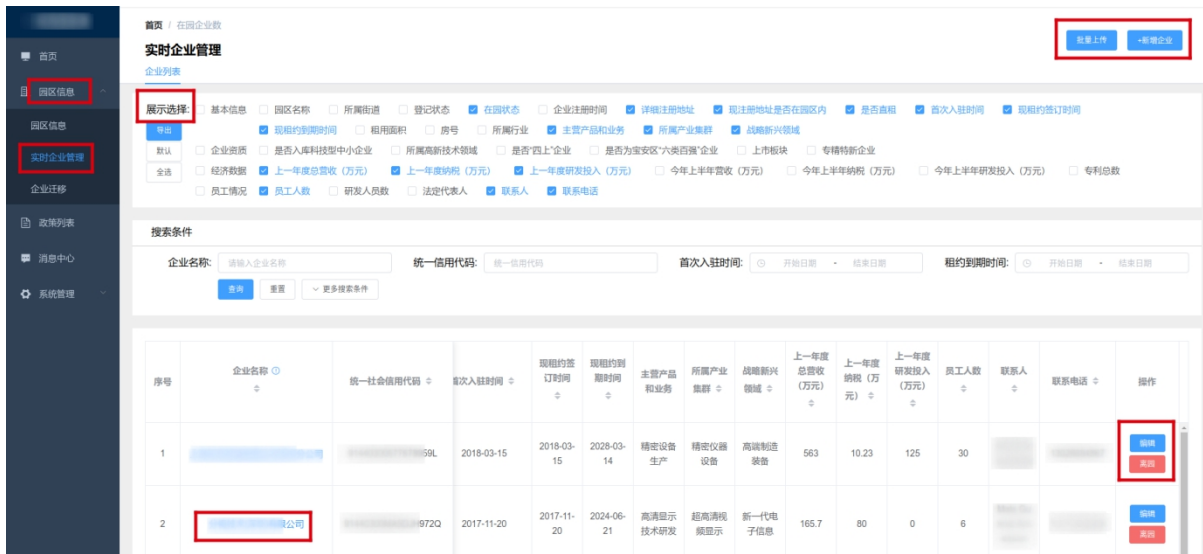 首页 / 在园企业数
实时企业管理
企业列表
批量上传
+新增企业
首页
园区信息
园区信息
实时企业管理
企业迁移
政策列表
消息中心
系统管理
展示选择: 基本信息 园区名称 所属街道 登记状态 在园状态 企业注册时间 详细注册地址 现注册地址是否在园区内 是否直租 首次入驻时间 现租约签订时间
导出 现租约到期时间 租用面积 房号 所属行业 主营产品和业务 所属产业集群 战略新兴领域
默认 企业资质 是否入库科技型中小企业 所属高新技术领域 是否"四上"企业 是否为宝安区"六类百强"企业 上市板块 专精特新企业
全选 经济数据 上一年度总营收（万元） 上一年度纳税（万元） 上一年度研发投入（万元） 今年上半年营收（万元） 今年上半年纳税（万元） 今年上半年研发投入（万元） 专利总数
员工情况 员工人数 研发人员数 法定代表人 联系人 联系电话
搜索条件
企业名称: 请输入企业名称 统一信用代码: 统一信用代码 首次入驻时间: 开始日期 - 结束日期 租约到期时间: 开始日期 - 结束日期
查询 重置 更多搜索条件
序号 企业名称 统一社会信用代码 首次入驻时间 现租约签订时间 现租约到期时间 主营产品和业务 所属产业集群 战略新兴领域 上一年度总营收（万元） 上一年度纳税（万元） 上一年度研发投入（万元） 员工人数 联系人 联系电话 操作
1 59L 2018-03-15 2018-03-15 2028-03-14 精密设备生产 精密仪器设备 高端制造装备 563 10.23 125 30 编辑 离园
2 限公司 972Q 2017-11-20 2017-11-20 2024-06-21 高清显示技术研发 超高清视频显示 新一代电子信息 165.7 80 0 6 编辑 离园